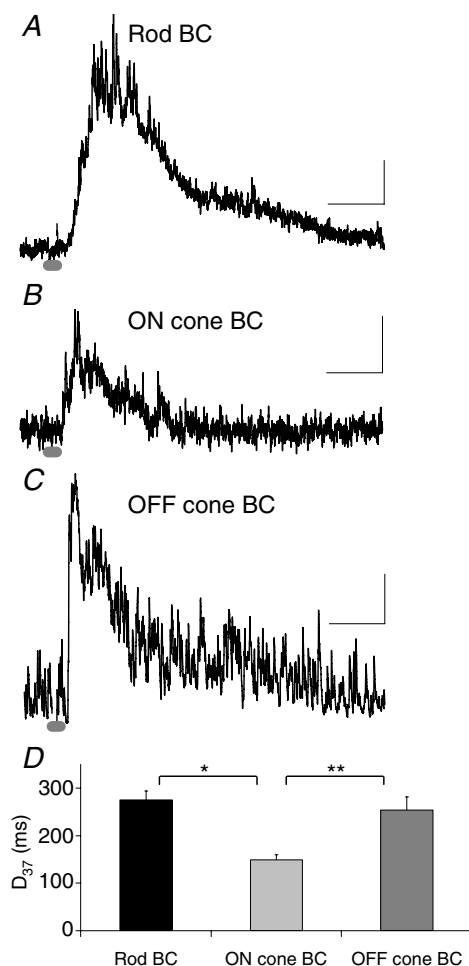 A
Rod BC
B
ON cone BC
C
OFF cone BC
D
* **
300
200
100
0
D37 (ms)
Rod BC ON cone BC OFF cone BC